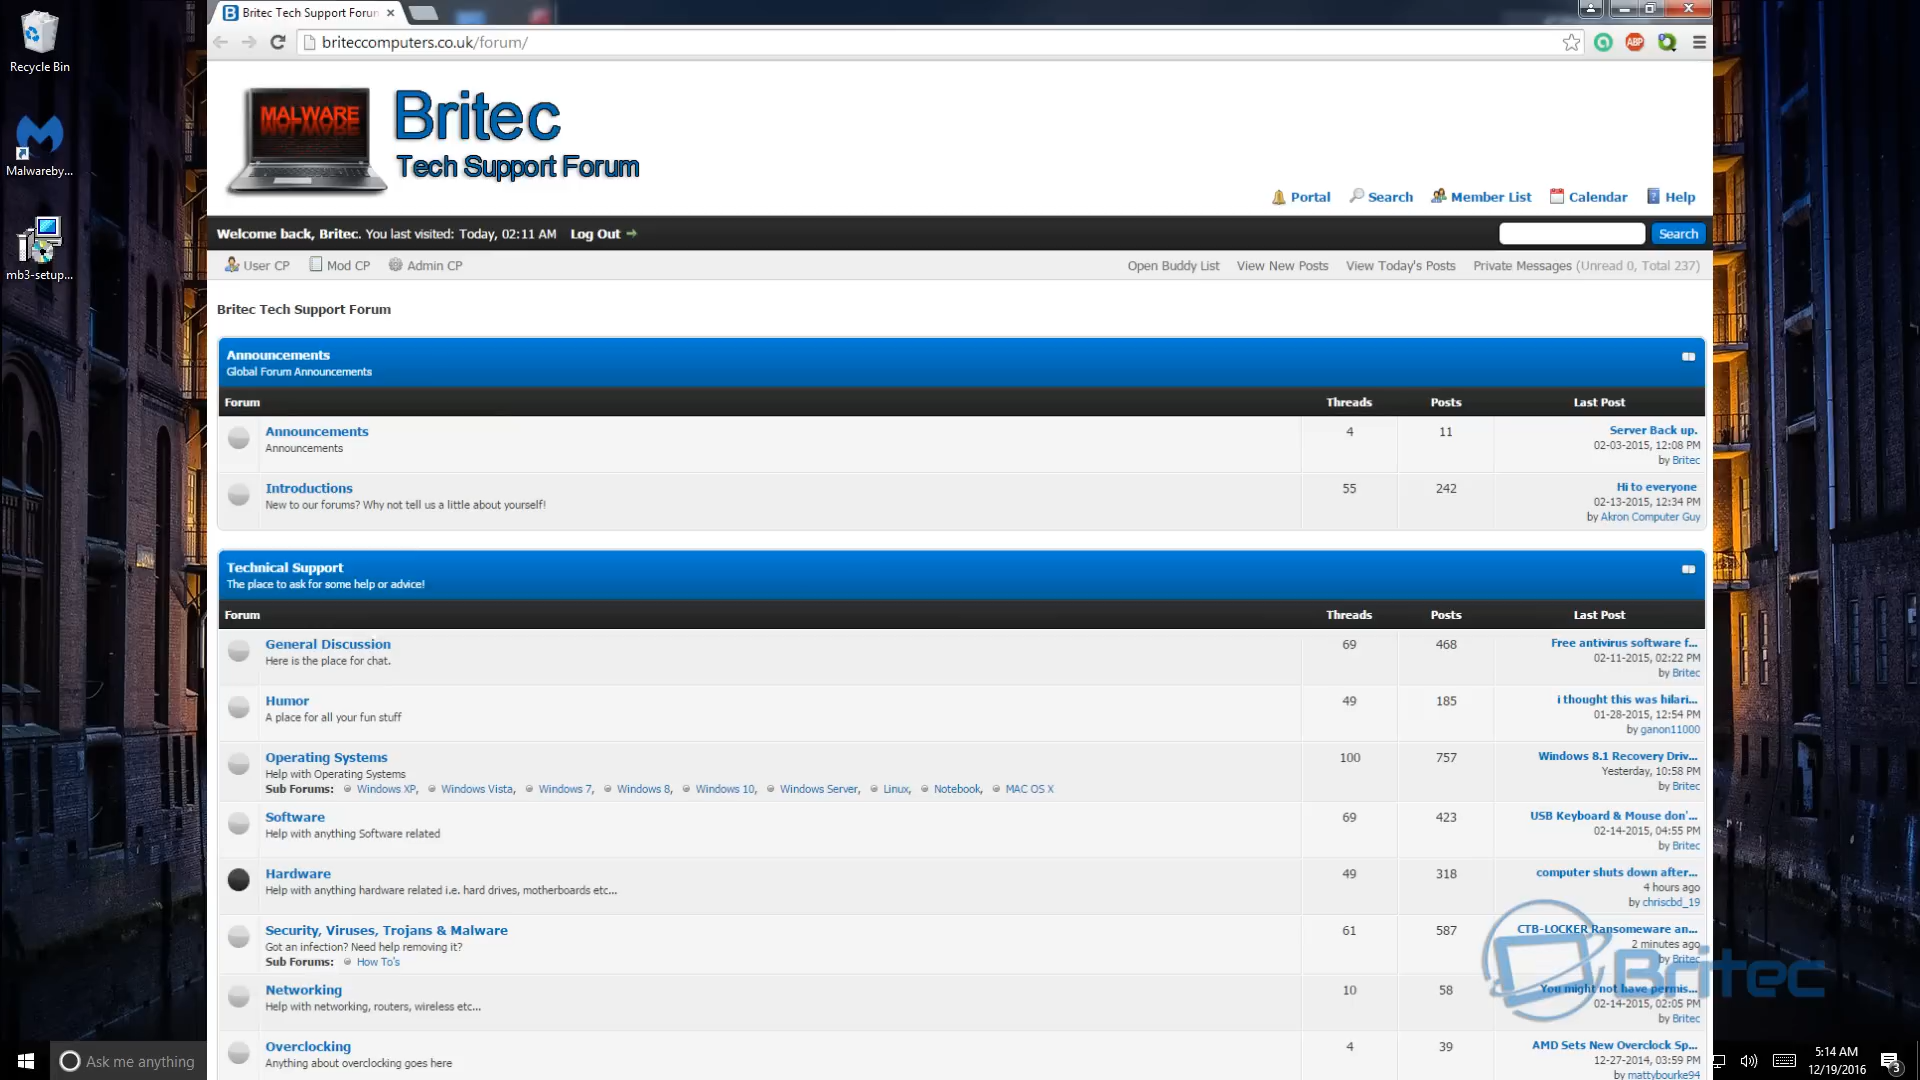 Britec Tech Support Forun
briteccomputers.co.uk/forum/
ABP
Recycle Bin
Malwareby...
mb3-setup...
MALWARE
Britec
Tech Support Forum
Portal
Search
Member List
Calendar
Help
Welcome back, Britec. You last visited: Today, 02:11 AM Log Out
Search
User CP
Mod CP
Admin CP
Open Buddy List
View New Posts
View Today's Posts
Private Messages (Unread 0, Total 237)
Britec Tech Support Forum
Announcements
Global Forum Announcements
Forum Threads Posts Last Post
Announcements 4 11 Server Back up.
Announcements 02-03-2015, 12:08 PM
by Britec
Introductions 55 242 Hi to everyone
New to our forums? Why not tell us a little about yourself! 02-13-2015, 12:34 PM
by Akron Computer Guy
Technical Support
The place to ask for some help or advice!
Forum Threads Posts Last Post
General Discussion 69 468 Free antivirus software f...
Here is the place for chat. 02-11-2015, 02:22 PM
by Britec
Humor 49 185 i thought this was hilari...
A place for all your fun stuff 01-28-2015, 12:54 PM
by ganon11000
Operating Systems 100 757 Windows 8.1 Recovery Driv...
Help with Operating Systems Yesterday, 10:58 PM
Sub Forums: Windows XP, Windows Vista, Windows 7, Windows 8, Windows 10, Windows Server, Linux, Notebook, MAC OS X by Britec
Software 69 423 USB Keyboard & Mouse don'...
Help with anything Software related 02-14-2015, 04:55 PM
by Britec
Hardware 49 318 computer shuts down after...
Help with anything hardware related i.e. hard drives, motherboards etc... 4 hours ago
by chriscbd_19
Security, Viruses, Trojans & Malware 61 587 CTB-LOCKER Ransomeware an...
Got an infection? Need help removing it? 2 minutes ago
Sub Forums: How To's by Britec
Britec
Networking 10 58 You might not have permis...
Help with networking, routers, wireless etc... 02-14-2015, 02:05 PM
by Britec
Overclocking 4 39 AMD Sets New Overclock Sp...
Anything about overclocking goes here 12-27-2014, 03:59 PM
by mattybourke94
Ask me anything
5:14 AM
12/19/2016
3